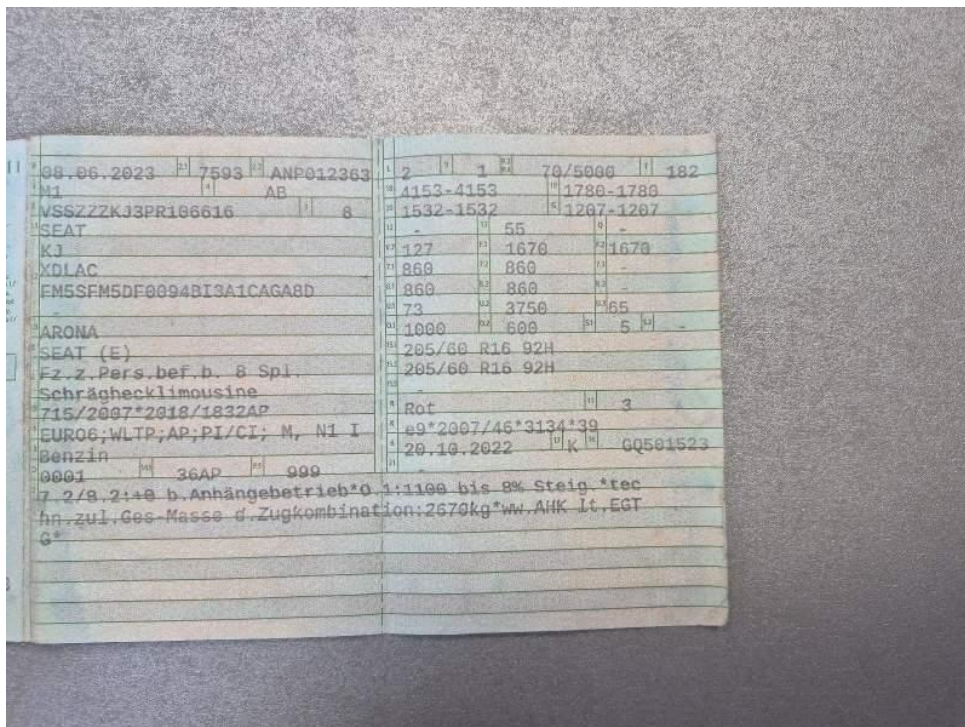 08.06.2023 7593 ANP012363
M1 AB
VSSZZZKJ3PR106616 8
SEAT
KJ
XDLAC
FM5SFM5DF0094BI3A1CAGA8D
-
ARONA
SEAT (E)
Fz.z.Pers.bef.b. 8 Spl.
Schräghecklimousine
715/2007*2018/1832AP
EURO6;WLTP;AP;PI/CI; M, N1 I
Benzin
0001 36AP 999
2 1 70/5000 182
4153-4153 1780-1780
1532-1532 1207-1207
- 55 -
127 1670 1670
860 860 -
860 860 -
73 3750 65
1000 600 5 -
205/60 R16 92H
205/60 R16 92H
-
Rot 3
e9*2007/46*3134*39
20.10.2022 K GQ501523
-
7.2/8.2:+0 b.Anhängebetrieb*O.1:1100 bis 8% Steig.*tec
hn.zul.Ges-Masse d.Zugkombination:2670kg*ww.AHK lt.EGT
G*